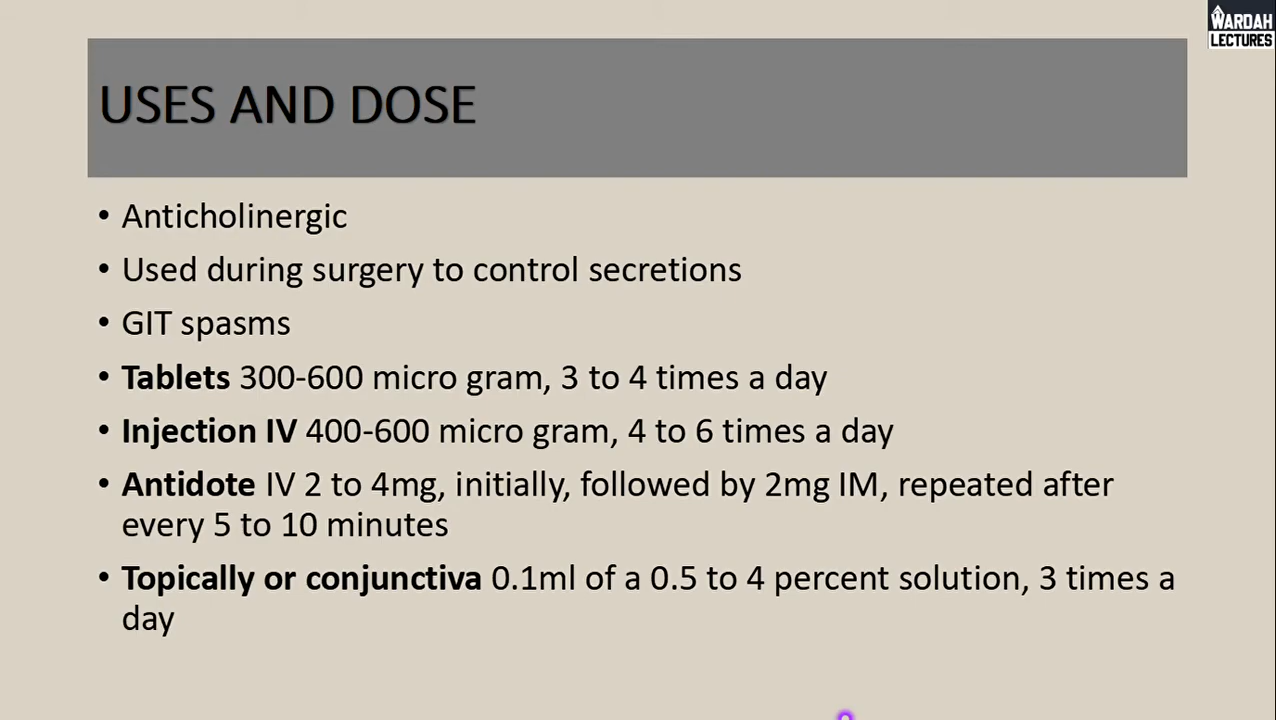 WARDAH
LECTURES
USES AND DOSE
• Anticholinergic
• Used during surgery to control secretions
• GIT spasms
• Tablets 300-600 micro gram, 3 to 4 times a day
• Injection IV 400-600 micro gram, 4 to 6 times a day
• Antidote IV 2 to 4mg, initially, followed by 2mg IM, repeated after
every 5 to 10 minutes
• Topically or conjunctiva 0.1ml of a 0.5 to 4 percent solution, 3 times a
day